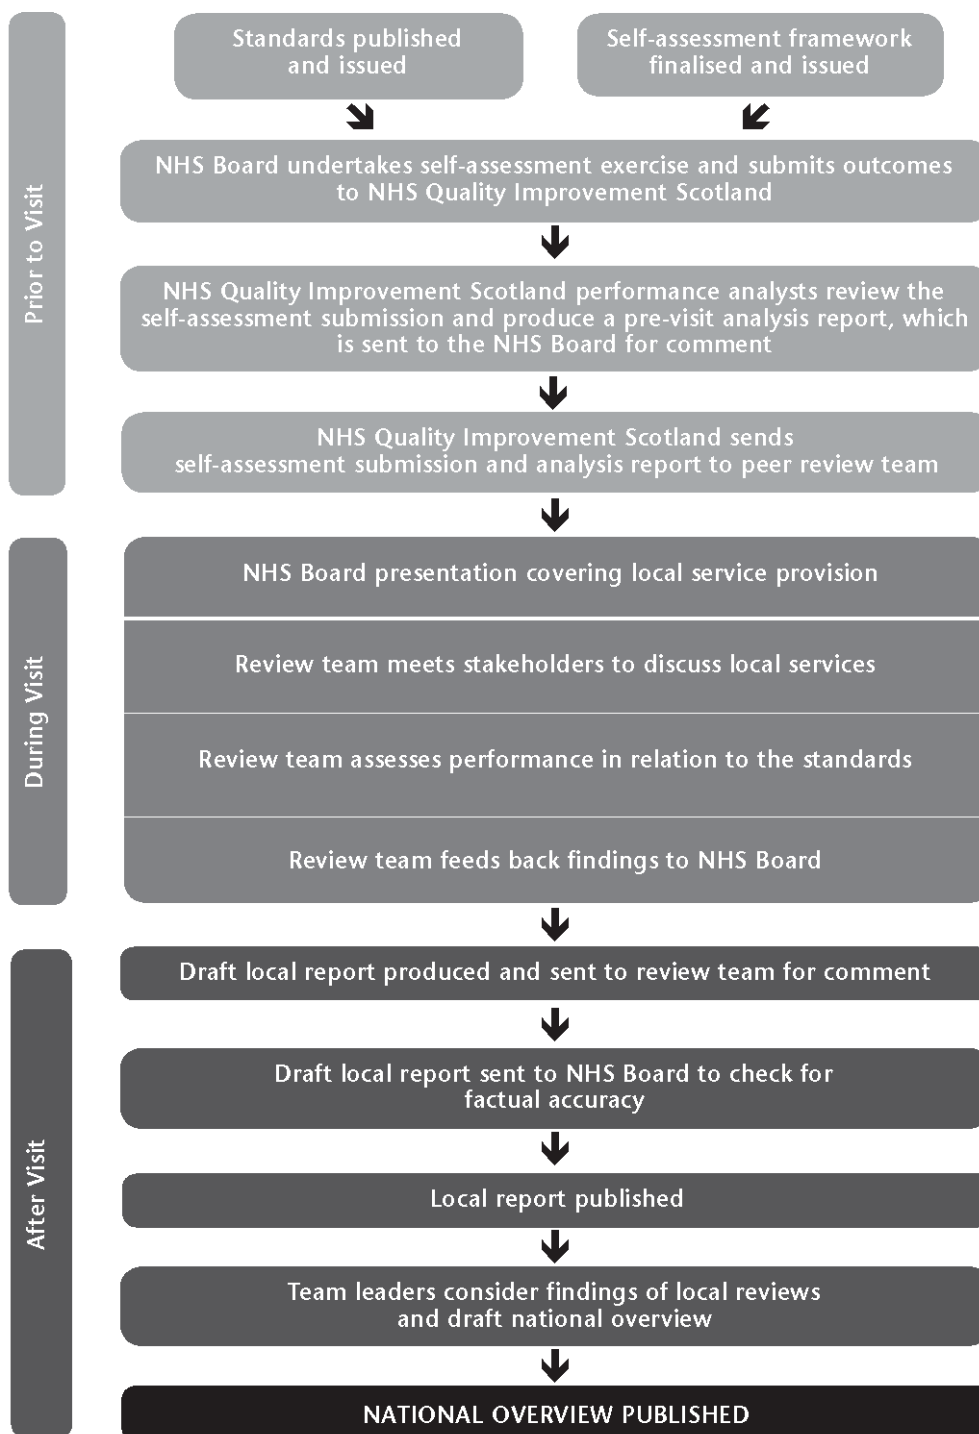 Prior to Visit
Standards published
and issued
Self-assessment framework
finalised and issued
NHS Board undertakes self-assessment exercise and submits outcomes
to NHS Quality Improvement Scotland
NHS Quality Improvement Scotland performance analysts review the
self-assessment submission and produce a pre-visit analysis report, which
is sent to the NHS Board for comment
NHS Quality Improvement Scotland sends
self-assessment submission and analysis report to peer review team
During Visit
NHS Board presentation covering local service provision
Review team meets stakeholders to discuss local services
Review team assesses performance in relation to the standards
Review team feeds back findings to NHS Board
After Visit
Draft local report produced and sent to review team for comment
Draft local report sent to NHS Board to check for
factual accuracy
Local report published
Team leaders consider findings of local reviews
and draft national overview
NATIONAL OVERVIEW PUBLISHED